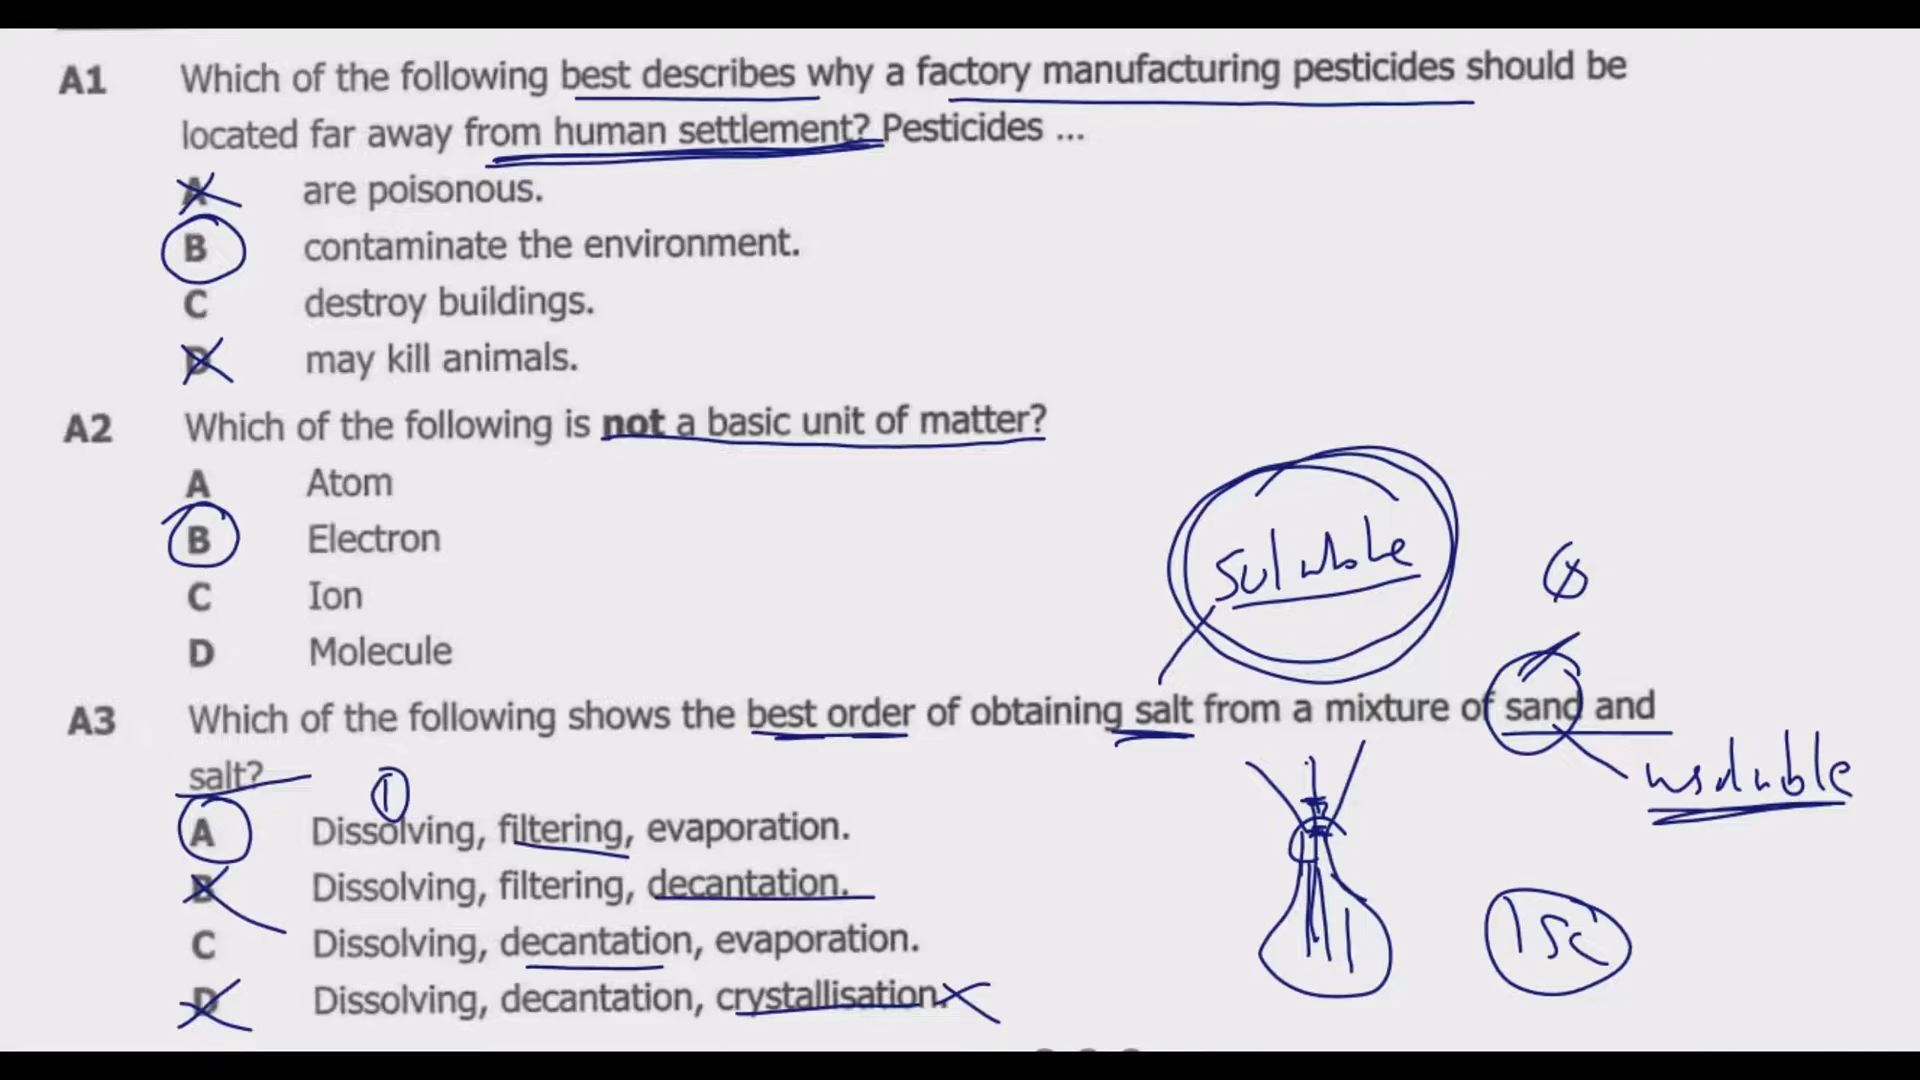 A1 Which of the following best describes why a factory manufacturing pesticides should be
located far away from human settlement? Pesticides ...
A are poisonous.
B contaminate the environment.
C destroy buildings.
D may kill animals.
A2 Which of the following is not a basic unit of matter?
A Atom
B Electron
C Ion
D Molecule
soluble
A3 Which of the following shows the best order of obtaining salt from a mixture of sand and
salt?
insoluble
1
A Dissolving, filtering, evaporation.
B Dissolving, filtering, decantation.
C Dissolving, decantation, evaporation.
D Dissolving, decantation, crystallisation.